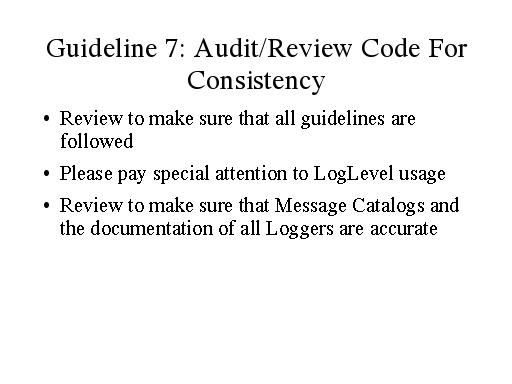 Guideline 7: Audit/Review Code For
Consistency
• Review to make sure that all guidelines are
followed
• Please pay special attention to LogLevel usage
• Review to make sure that Message Catalogs and
the documentation of all Loggers are accurate